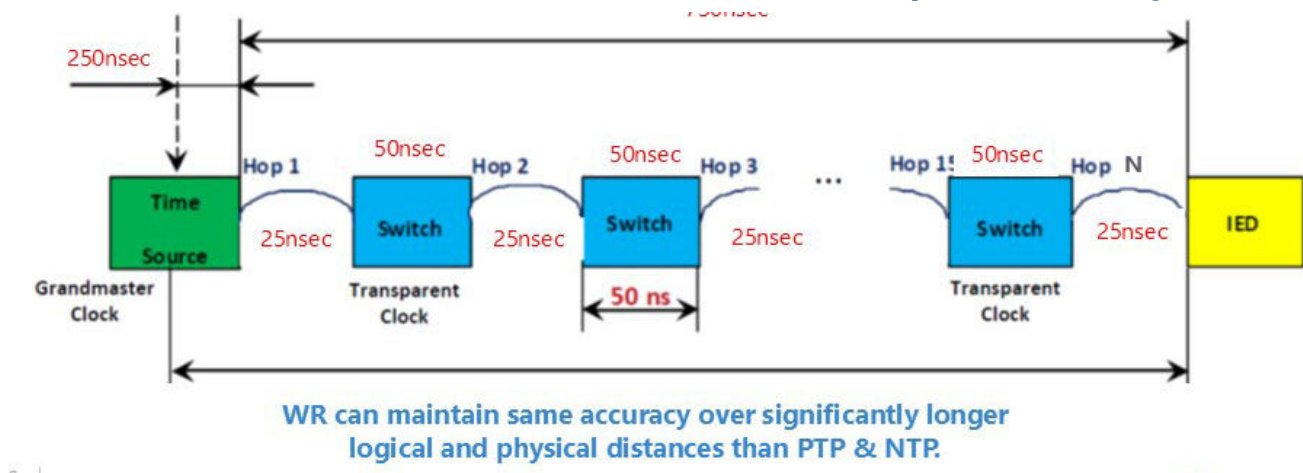 750nsec
250nsec
Hop 1
50nsec
Hop 2
50nsec
Hop 3
...
Hop 15
50nsec
Hop N
Time
Source
25nsec
Switch
25nsec
Switch
25nsec
Switch
25nsec
IED
Grandmaster
Clock
Transparent
Clock
50 ns
Transparent
Clock
WR can maintain same accuracy over significantly longer
logical and physical distances than PTP & NTP.